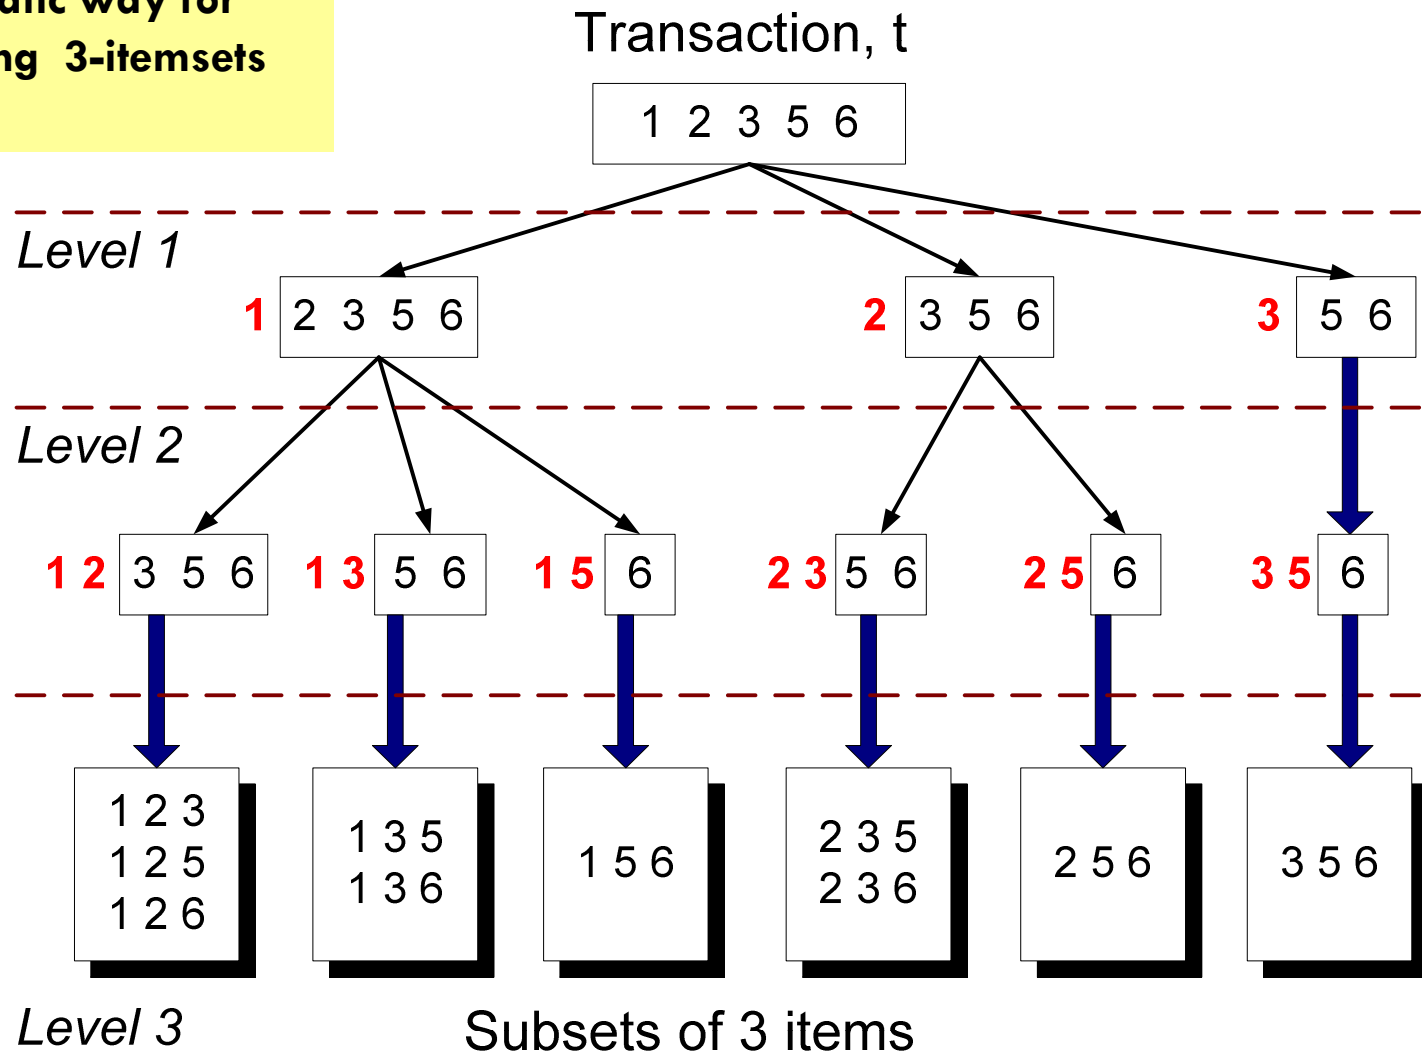 way for
3-itemsets
Transaction, t
1 2 3 5 6
Level 1
1 2 3 5 6
2 3 5 6
3 5 6
Level 2
1 2 3 5 6
1 3 5 6
1 5 6
2 3 5 6
2 5 6
3 5 6
1 2 3
1 2 5
1 2 6
1 3 5
1 3 6
1 5 6
2 3 5
2 3 6
2 5 6
3 5 6
Level 3
Subsets of 3 items